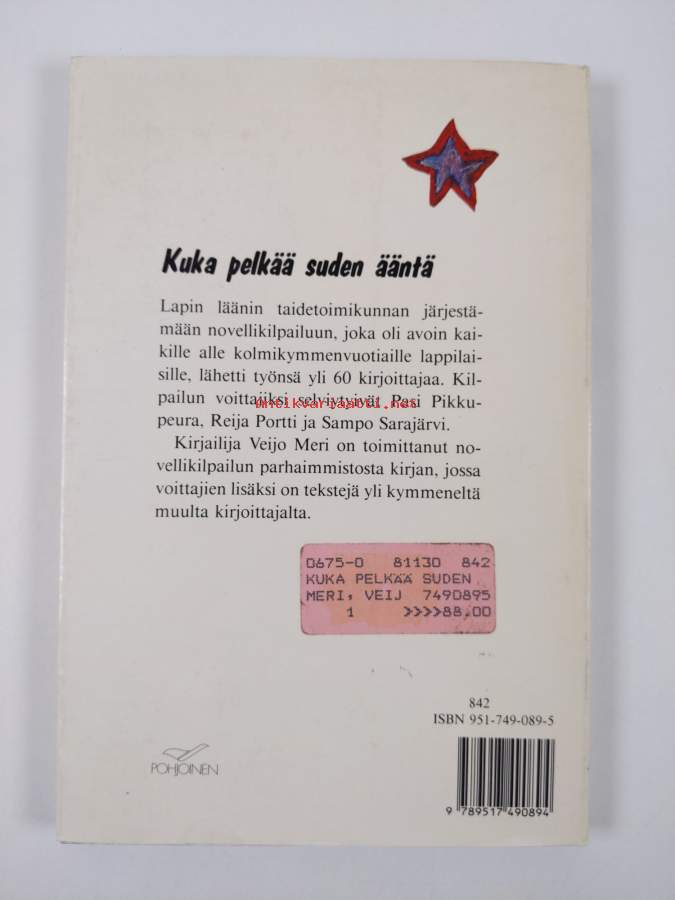 Kuka pelkää suden ääntä
Lapin läänin taidetoimikunnan järjestä-
mään novellikilpailuun, joka oli avoin kai-
kille alle kolmikymmenvuotiaille lappilai-
sille, lähetti työnsä yli 60 kirjoittajaa. Kil-
pailun voittajiksi selviytyivät Pasi Pikku-
antikvariaatti.net
peura, Reija Portti ja Sampo Sarajärvi.
Kirjailija Veijo Meri on toimittanut no-
vellikilpailun parhaimmistosta kirjan, jossa
voittajien lisäksi on tekstejä yli kymmeneltä
muulta kirjoittajalta.
0675-0 81130 842
KUKA PELKÄÄ SUDEN
MERI, VEIJ 7490895
1 >>>>88.00
842
ISBN 951-749-089-5
POHJOINEN
9 789517 490894